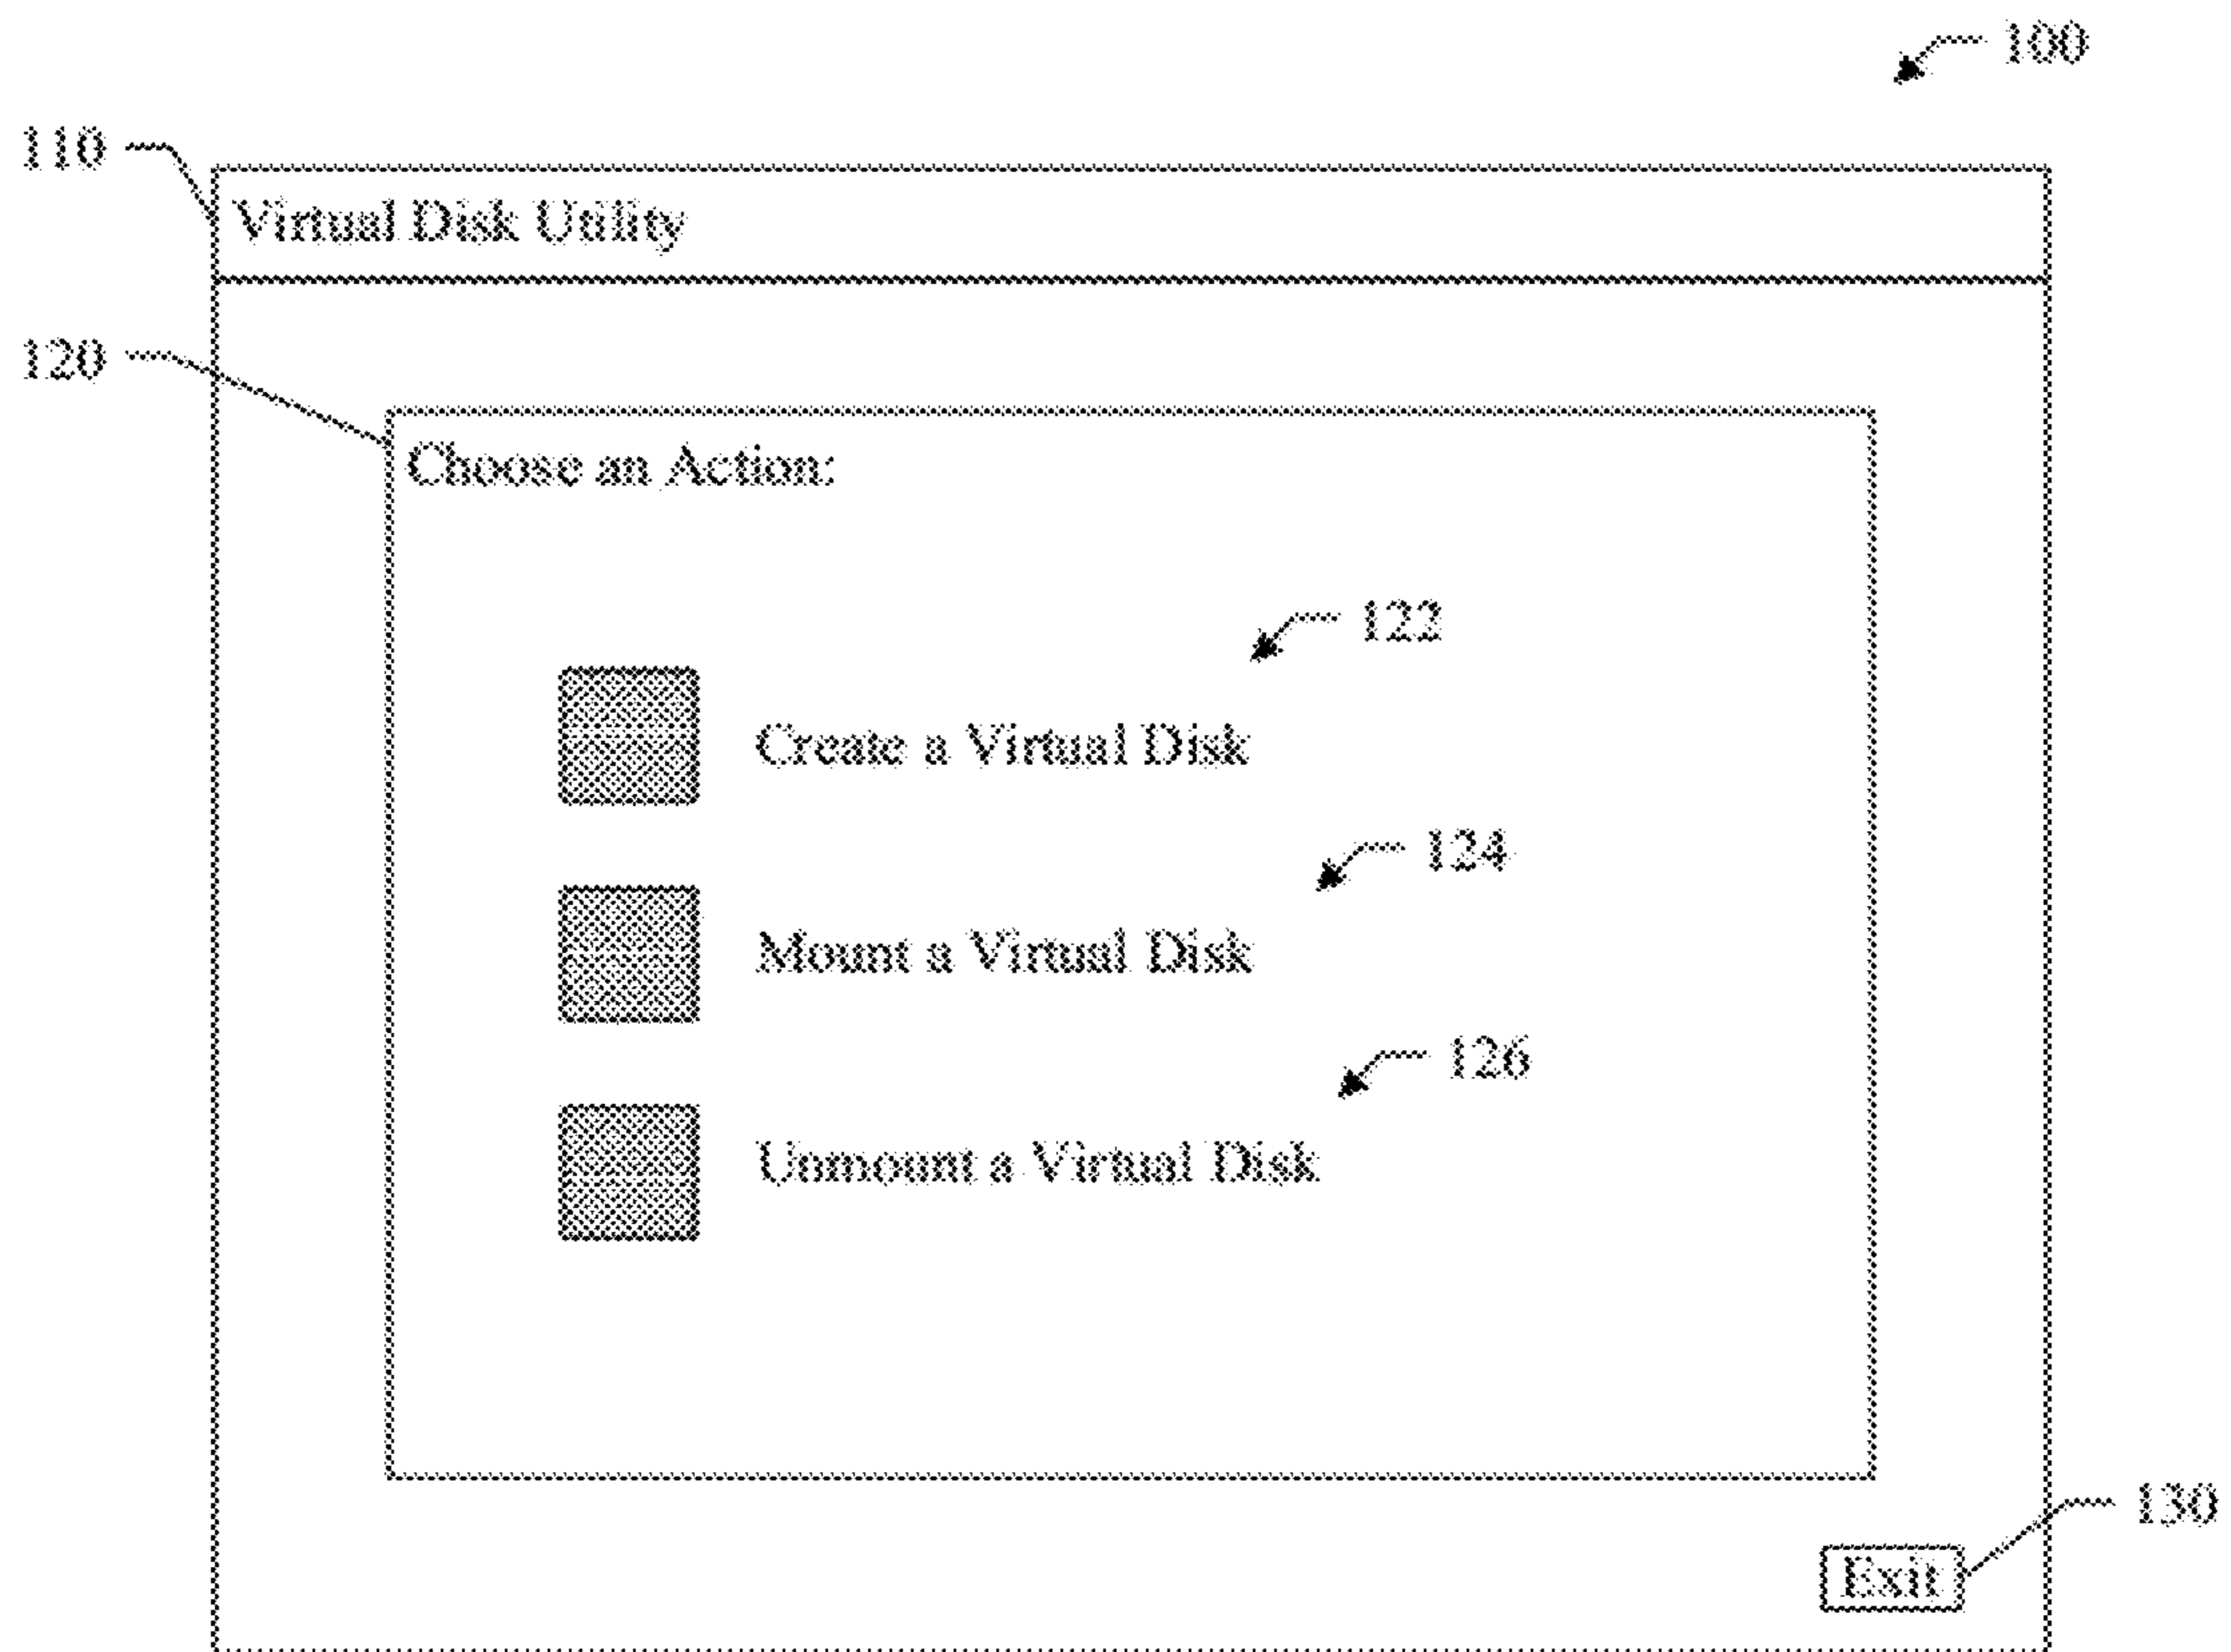 100
110
Virtual Disk Utility
120
Choose an Action:
122
Create a Virtual Disk
124
Mount a Virtual Disk
126
Unmount a Virtual Disk
130
Exit